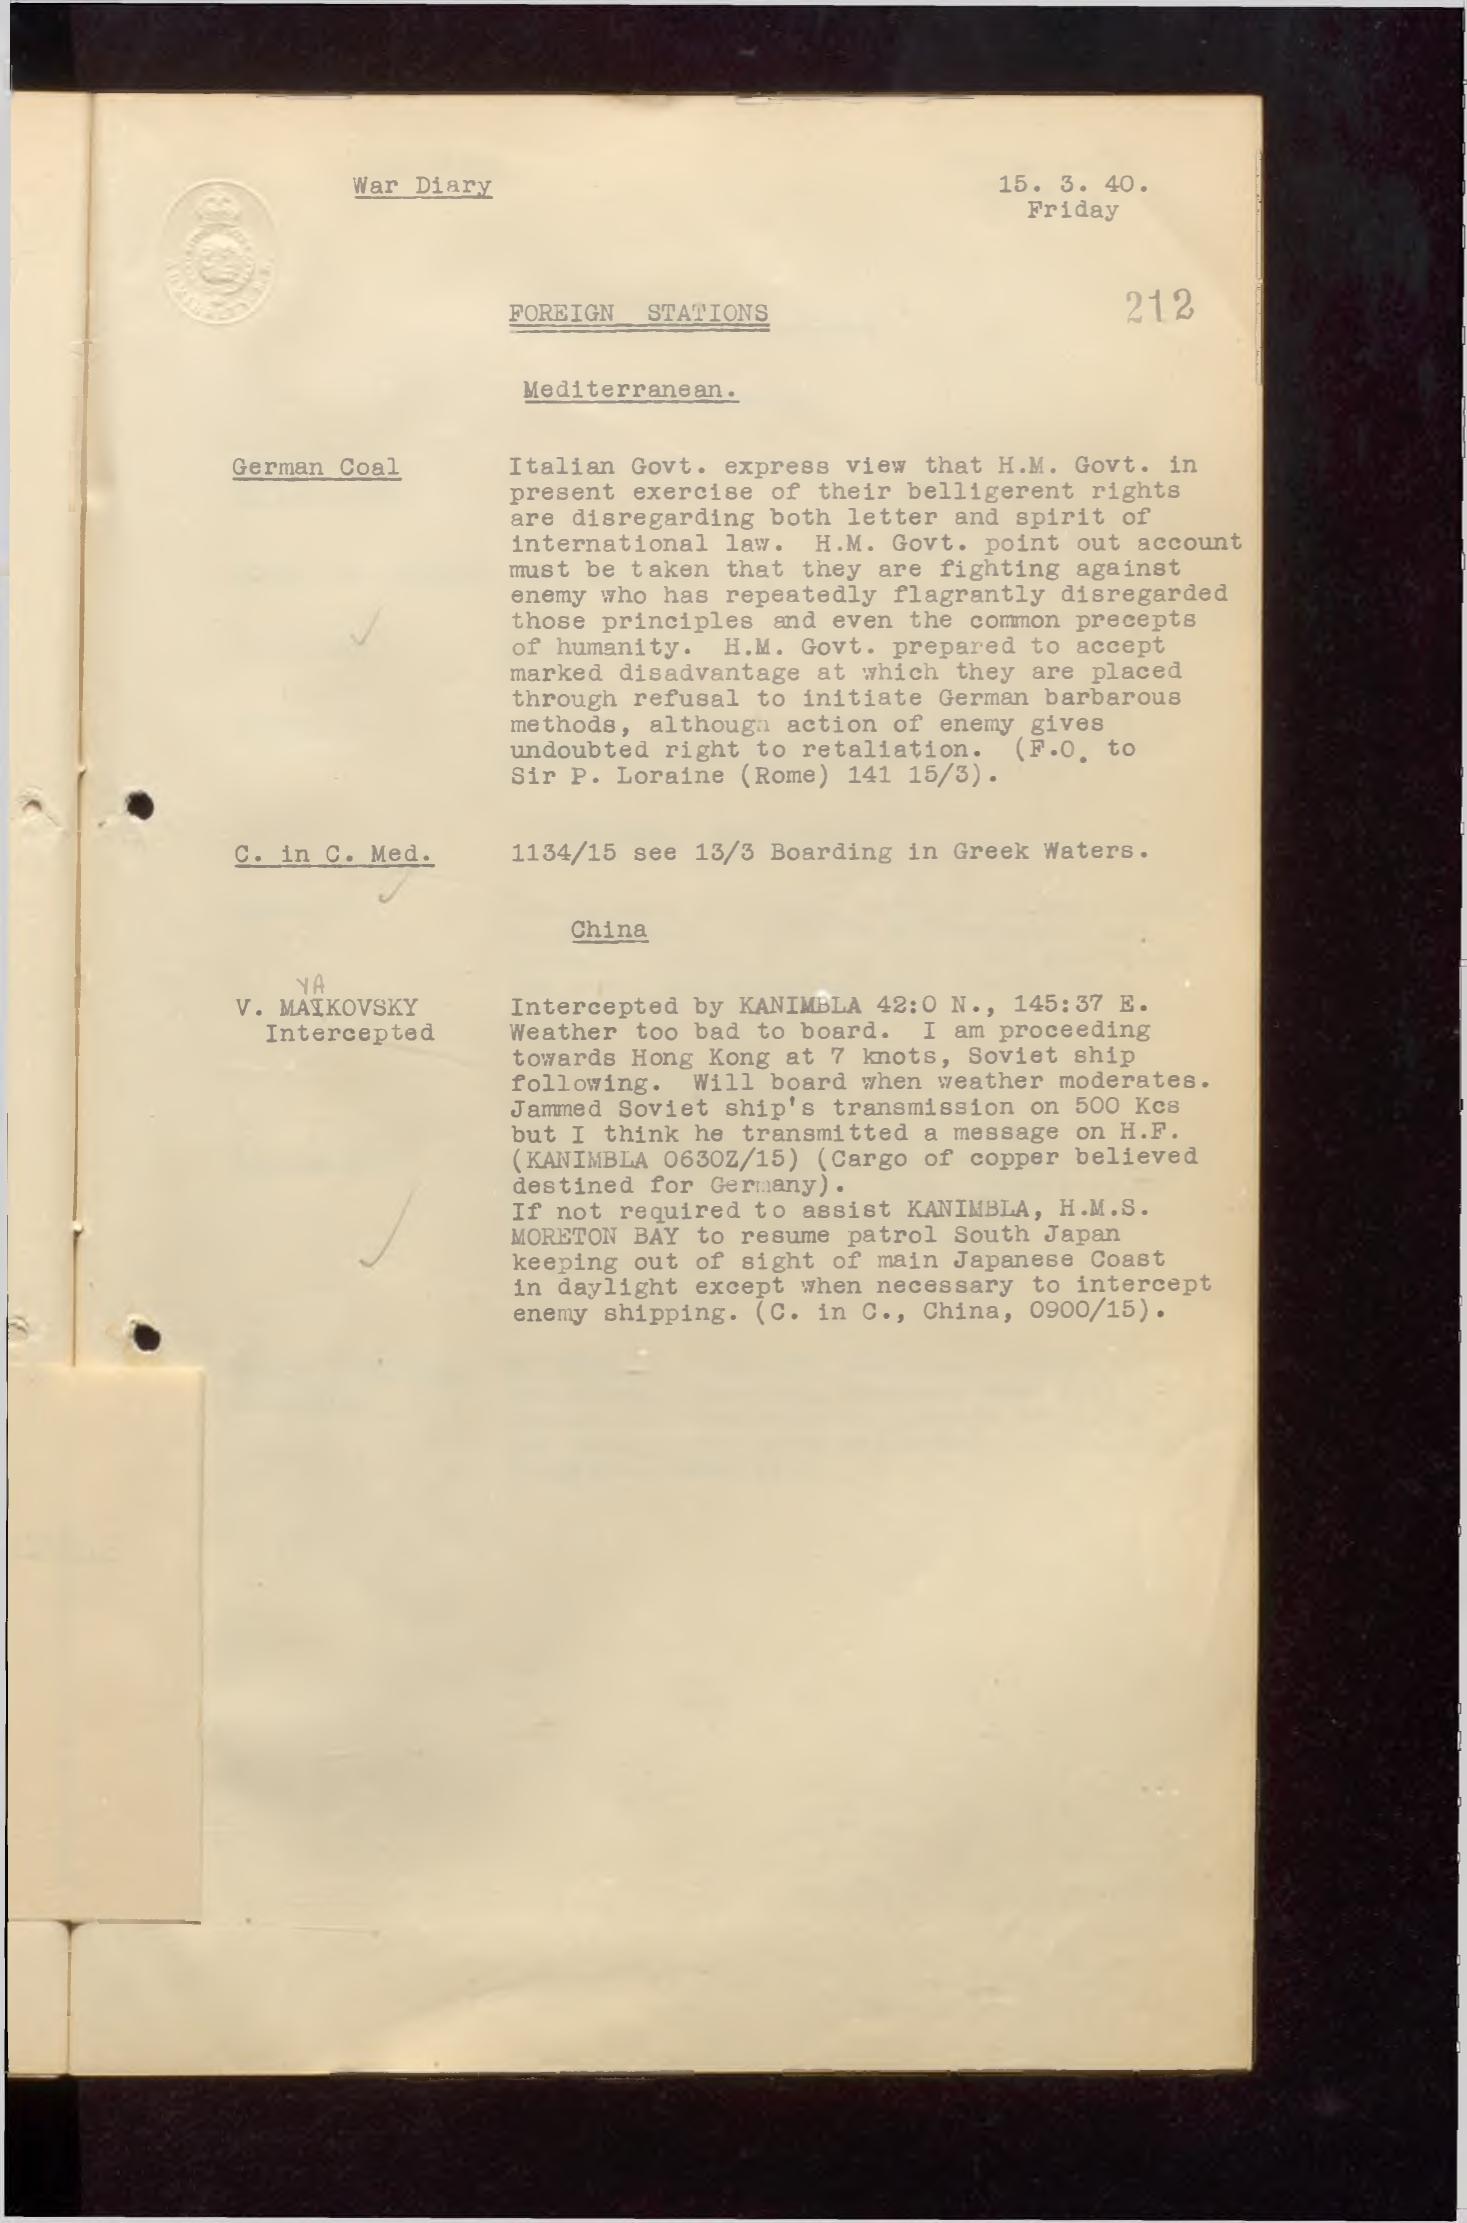 War Diary
15. 3. 40.
Friday
212
FOREIGN STATIONS
Mediterranean.
German Coal
Italian Govt. express view that H.M. Govt. in
present exercise of their belligerent rights
are disregarding both letter and spirit of
international law. H.M. Govt. point out account
must be taken that they are fighting against
enemy who has repeatedly flagrantly disregarded
those principles and even the common precepts
of humanity. H.M. Govt. prepared to accept
marked disadvantage at which they are placed
through refusal to initiate German barbarous
methods, although action of enemy gives
undoubted right to retaliation. (F.O. to
Sir P. Loraine (Rome) 141 15/3).
C. in C. Med. 1134/15 see 13/3 Boarding in Greek Waters.
China
YA
V. MAIKOVSKY
Intercepted
Intercepted by KANIMBLA 42:0 N., 145:37 E.
Weather too bad to board. I am proceeding
towards Hong Kong at 7 knots, Soviet ship
following. Will board when weather moderates.
Jammed Soviet ship's transmission on 500 Kcs
but I think he transmitted a message on H.F.
(KANIMBLA 0630Z/15) (Cargo of copper believed
destined for Germany).
If not required to assist KANIMBLA, H.M.S.
MORETON BAY to resume patrol South Japan
keeping out of sight of main Japanese Coast
in daylight except when necessary to intercept
enemy shipping. (C. in C., China, 0900/15).